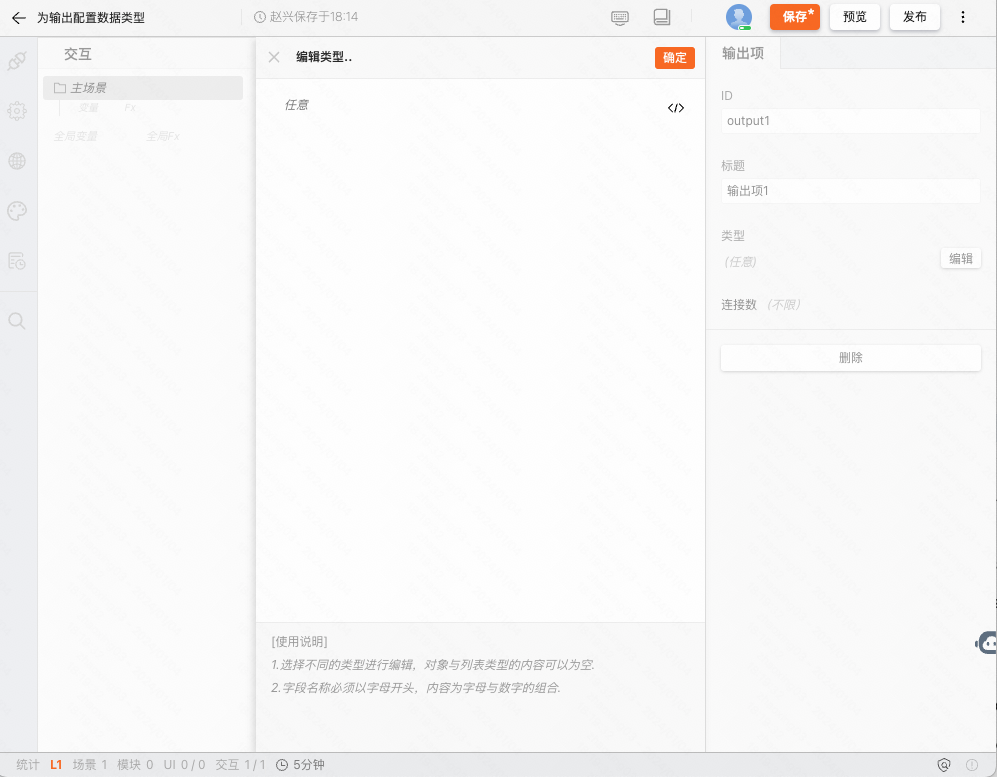 为输出配置数据类型
赵兴保存于18:14
保存*
预览
发布
交互
主场景
变量 Fx
全局变量 全局Fx
编辑类型..
确定
任意
</>
输出项
ID
output1
标题
输出项1
类型
(任意)
编辑
连接数 (不限)
删除
[使用说明]
1.选择不同的类型进行编辑，对象与列表类型的内容可以为空.
2.字段名称必须以字母开头，内容为字母与数字的组合.
统计 L1 场景 1 模块 0 UI 0 / 0 交互 1 / 1 5分钟